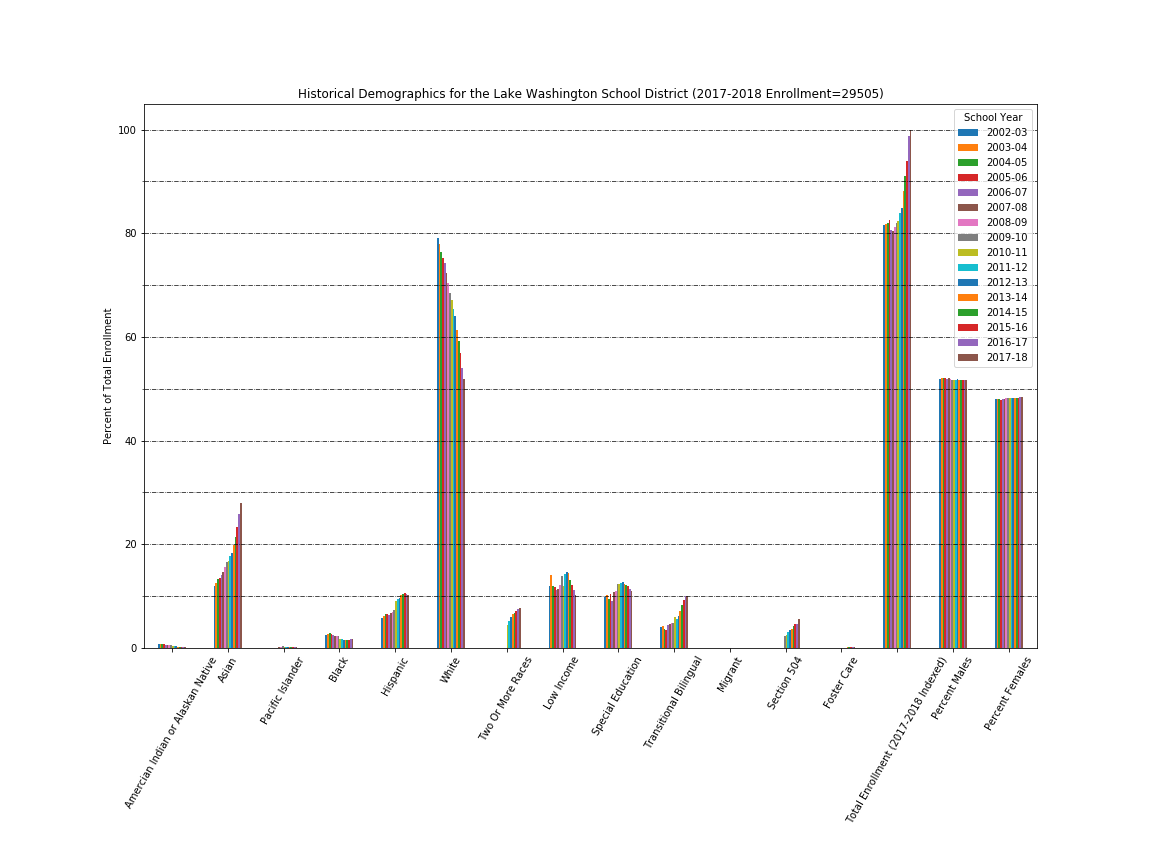 Historical Demographics for the Lake Washington School District (2017-2018 Enrollment=29505)
Percent of Total Enrollment
100
80
60
40
20
0
School Year
2002-03
2003-04
2004-05
2005-06
2006-07
2007-08
2008-09
2009-10
2010-11
2011-12
2012-13
2013-14
2014-15
2015-16
2016-17
2017-18
Amercian Indian or Alaskan Native
Asian
Pacific Islander
Black
Hispanic
White
Two Or More Races
Low Income
Special Education
Transitional Bilingual
Migrant
Section 504
Foster Care
Total Enrollment (2017-2018 Indexed)
Percent Males
Percent Females